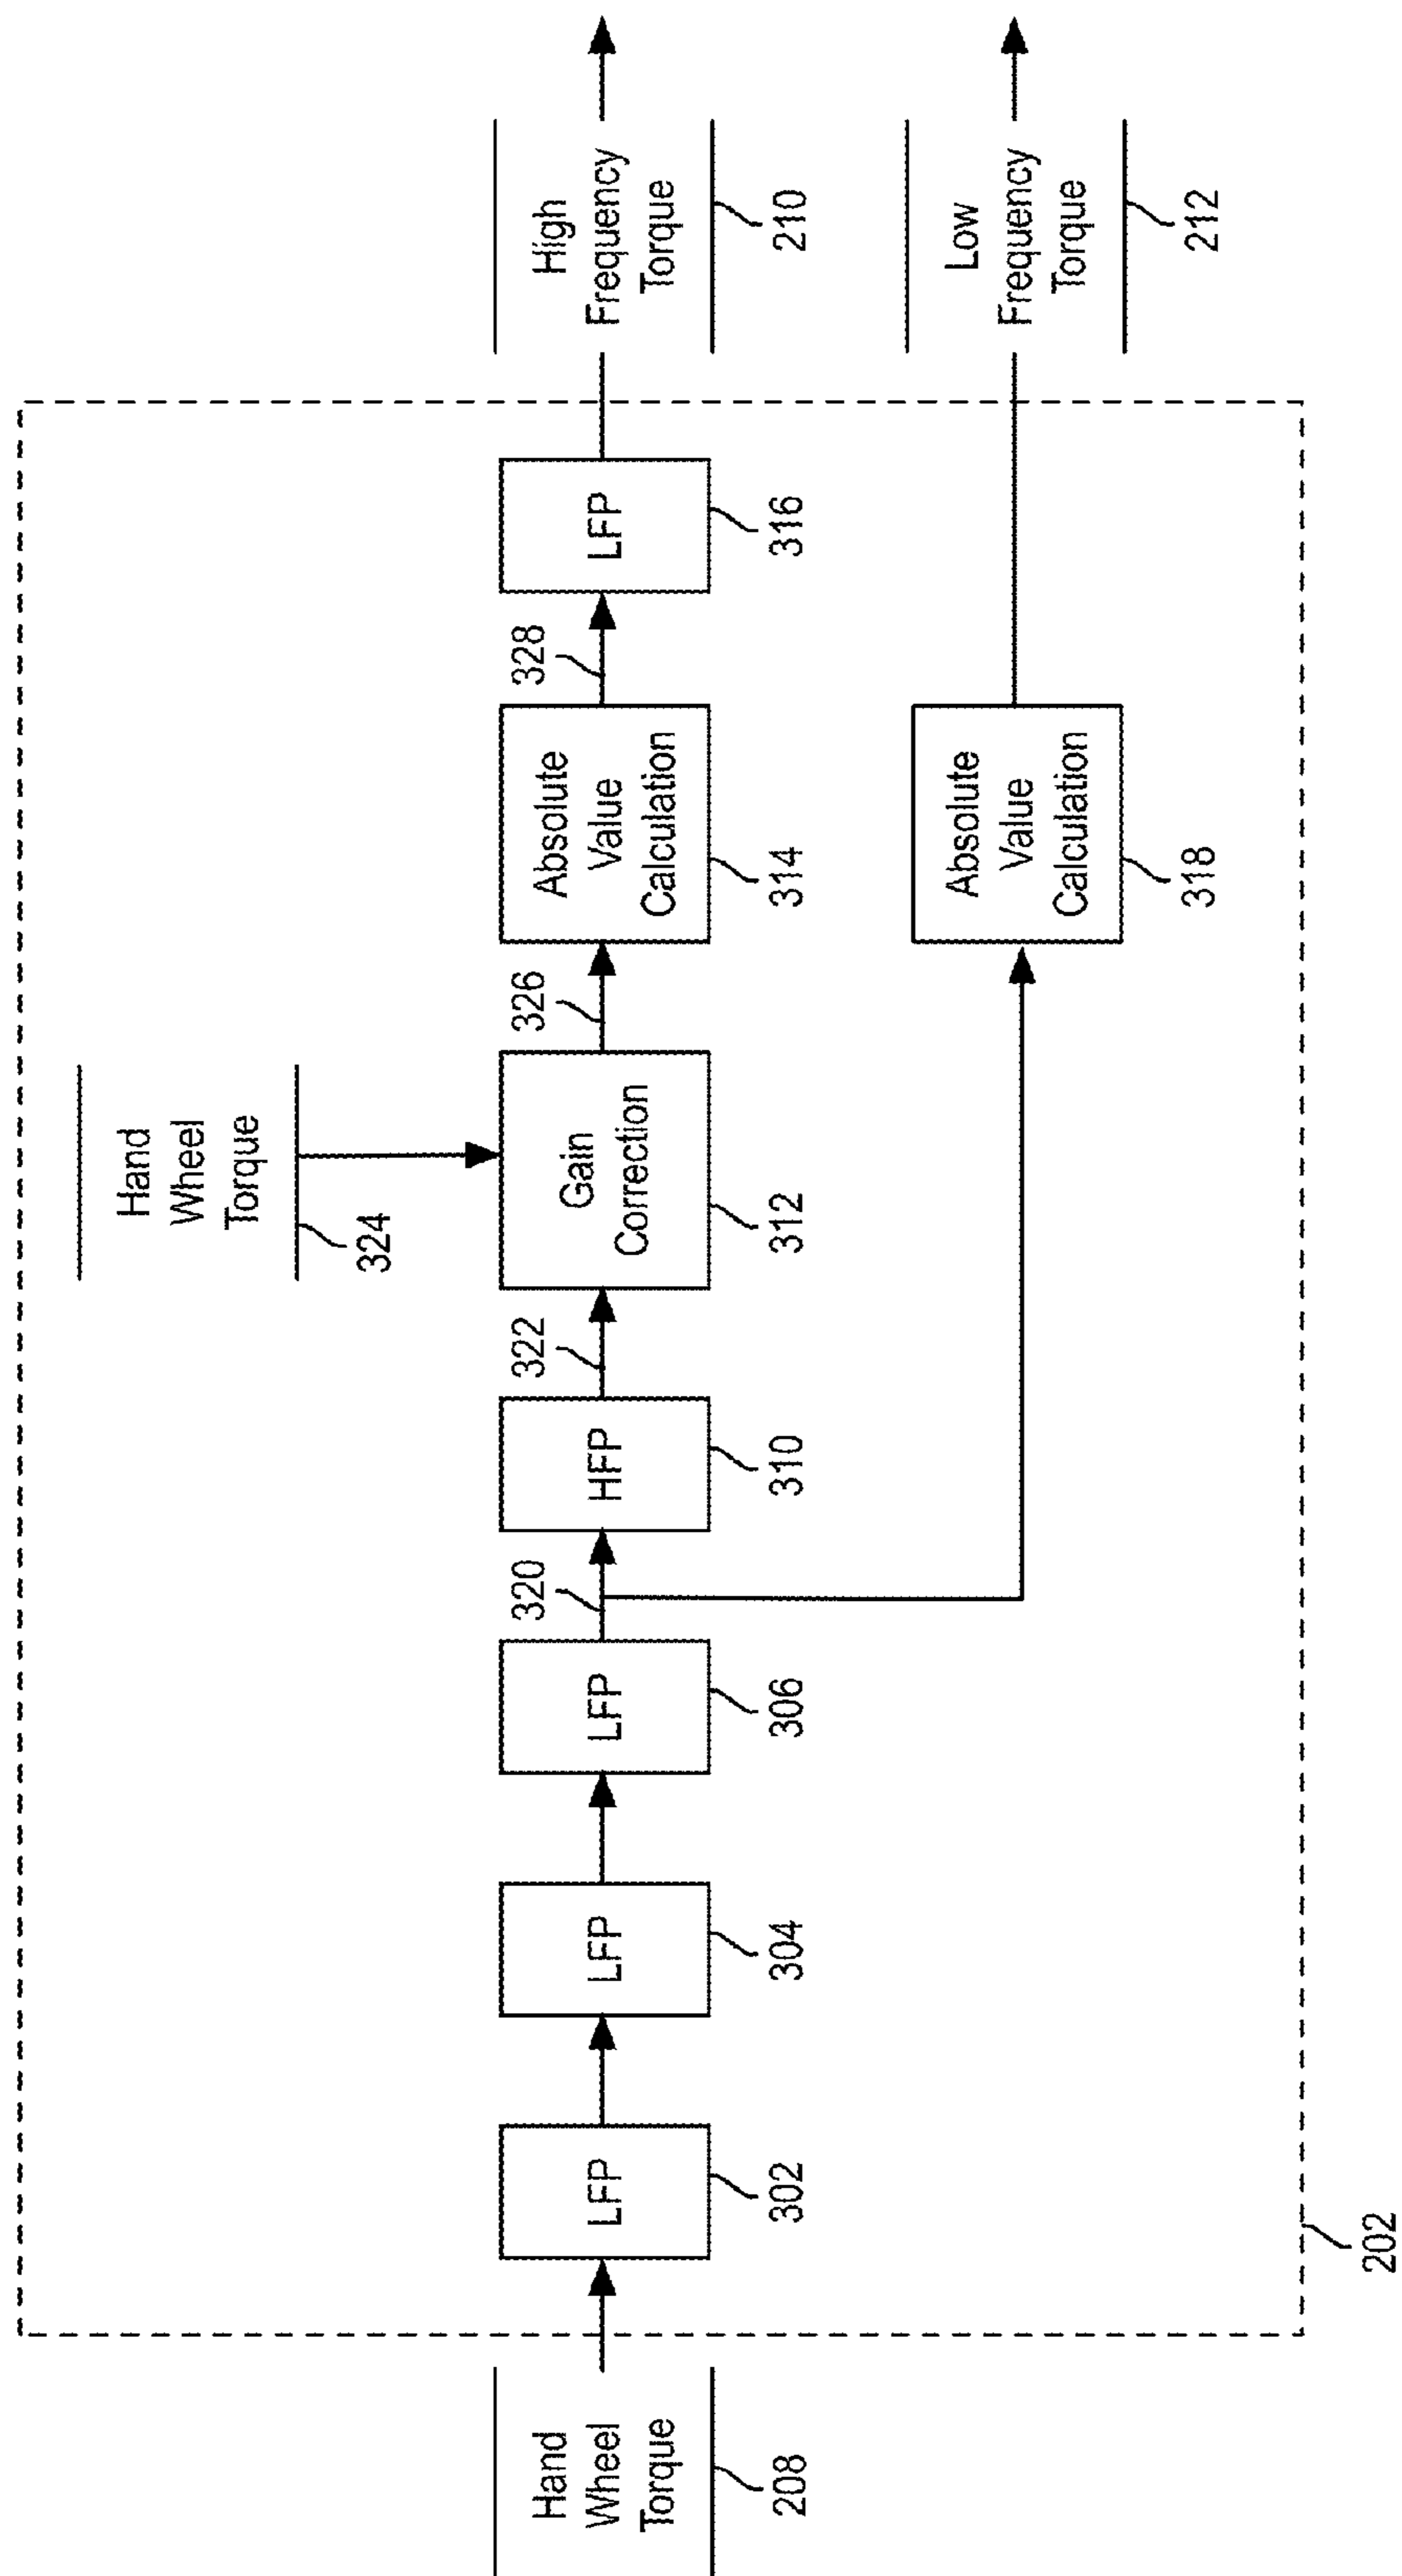 Hand
Wheel
Torque
208
LFP
302
LFP
304
LFP
306
320
HFP
310
322
Hand
Wheel
Torque
324
Gain
Correction
312
326
Absolute
Value
Calculation
314
328
LFP
316
High
Frequency
Torque
210
Absolute
Value
Calculation
318
Low
Frequency
Torque
212
202